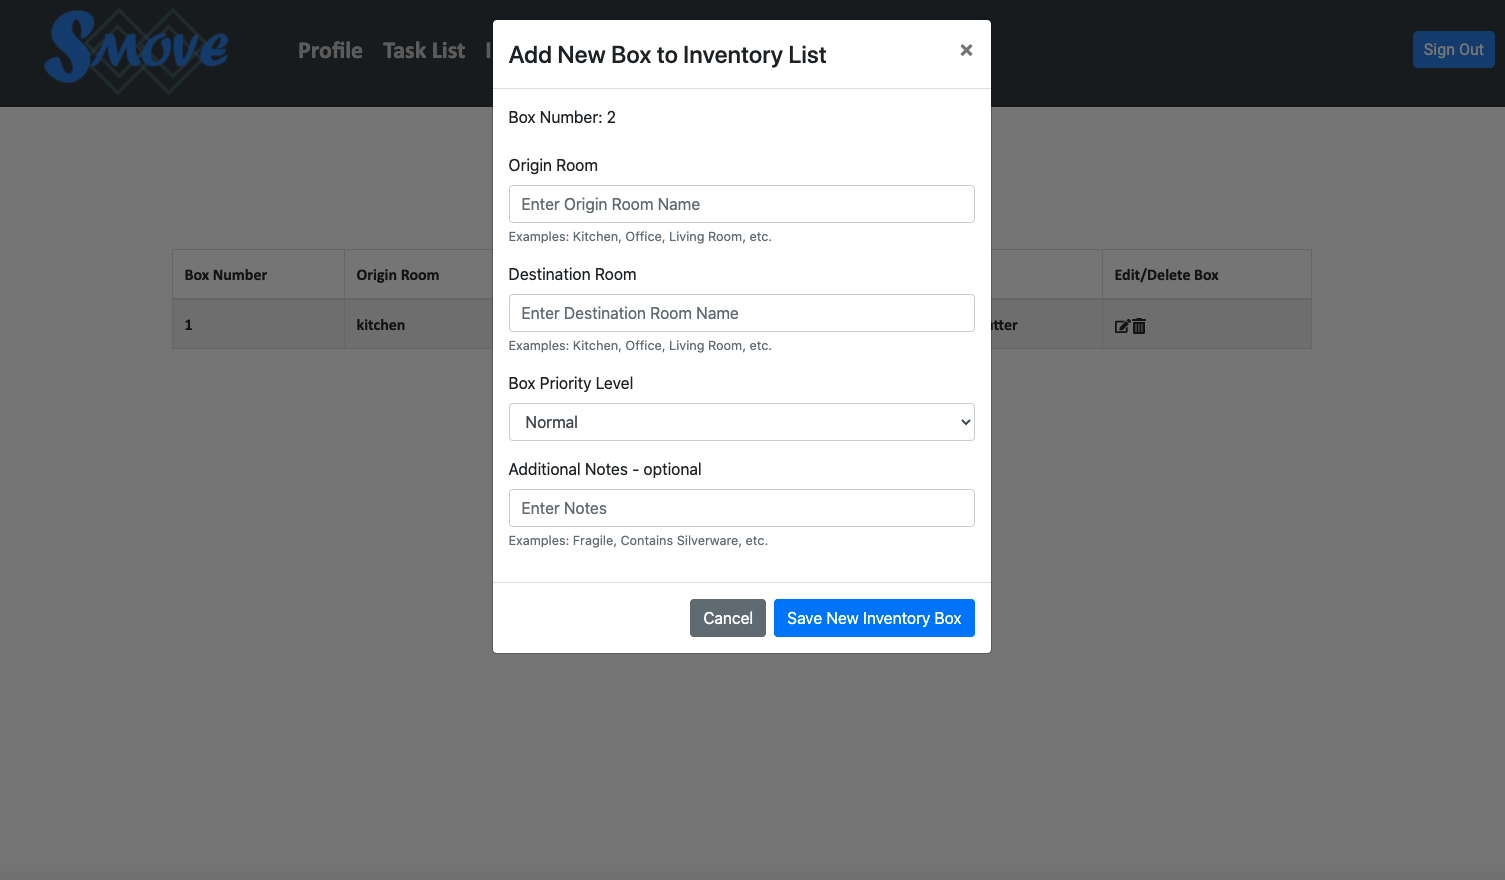 Smove
Profile Task List
Sign Out
Add New Box to Inventory List
×
Box Number: 2
Origin Room
Enter Origin Room Name
Examples: Kitchen, Office, Living Room, etc.
Destination Room
Enter Destination Room Name
Examples: Kitchen, Office, Living Room, etc.
Box Priority Level
Normal
Additional Notes - optional
Enter Notes
Examples: Fragile, Contains Silverware, etc.
Cancel Save New Inventory Box
Box Number Origin Room Edit/Delete Box
1 kitchen